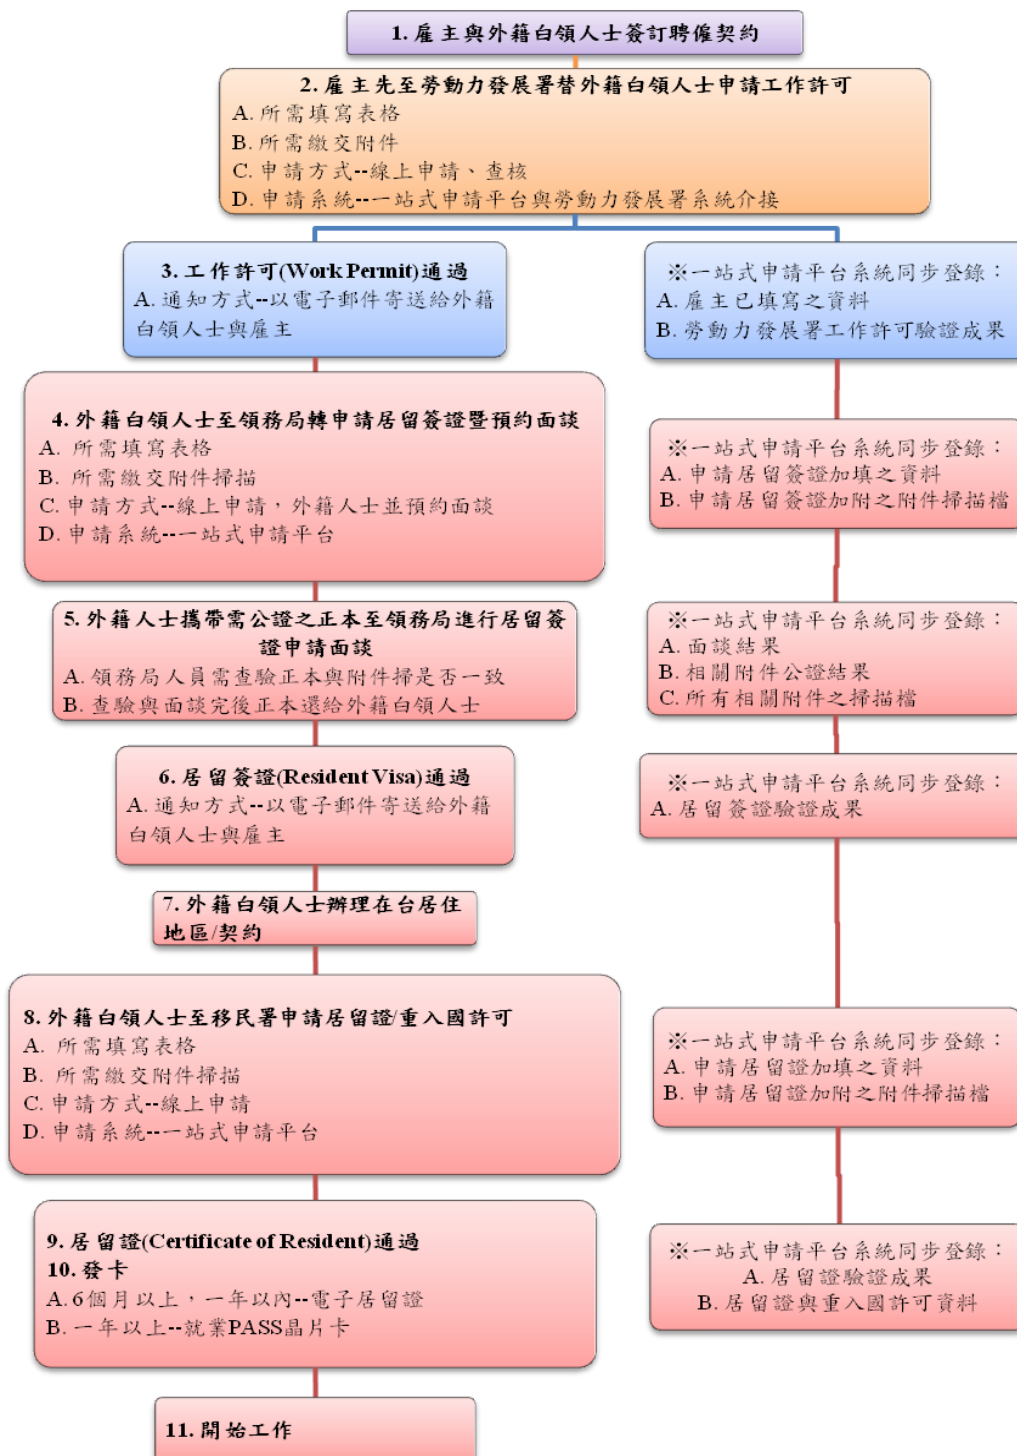 1. 雇主與外籍白領人士簽訂聘僱契約
2. 雇主先至勞動力發展署替外籍白領人士申請工作許可
A. 所需填寫表格
B. 所需繳交附件
C. 申請方式--線上申請、查核
D. 申請系統--一站式申請平台與勞動力發展署系統介接
3. 工作許可(Work Permit)通過
A. 通知方式--以電子郵件寄送給外籍
白領人士與雇主
※一站式申請平台系統同步登錄：
A. 雇主已填寫之資料
B. 勞動力發展署工作許可驗證成果
4. 外籍白領人士至領務局轉申請居留簽證暨預約面談
A. 所需填寫表格
B. 所需繳交附件掃描
C. 申請方式--線上申請，外籍人士並預約面談
D. 申請系統--一站式申請平台
※一站式申請平台系統同步登錄：
A. 申請居留簽證加填之資料
B. 申請居留簽證加附之附件掃描檔
5. 外籍人士攜帶需公證之正本至領務局進行居留簽
證申請面談
A. 領務局人員需查驗正本與附件掃是否一致
B. 查驗與面談完後正本還給外籍白領人士
※一站式申請平台系統同步登錄：
A. 面談結果
B. 相關附件公證結果
C. 所有相關附件之掃描檔
6. 居留簽證(Resident Visa)通過
A. 通知方式--以電子郵件寄送給外籍
白領人士與雇主
※一站式申請平台系統同步登錄：
A. 居留簽證驗證成果
7. 外籍白領人士辦理在台居住
地區/契約
8. 外籍白領人士至移民署申請居留證/重入國許可
A. 所需填寫表格
B. 所需繳交附件掃描
C. 申請方式--線上申請
D. 申請系統--一站式申請平台
※一站式申請平台系統同步登錄：
A. 申請居留證加填之資料
B. 申請居留證加附之附件掃描檔
9. 居留證(Certificate of Resident)通過
10. 發卡
A. 6個月以上，一年以內--電子居留證
B. 一年以上--就業PASS晶片卡
※一站式申請平台系統同步登錄：
A. 居留證驗證成果
B. 居留證與重入國許可資料
11. 開始工作